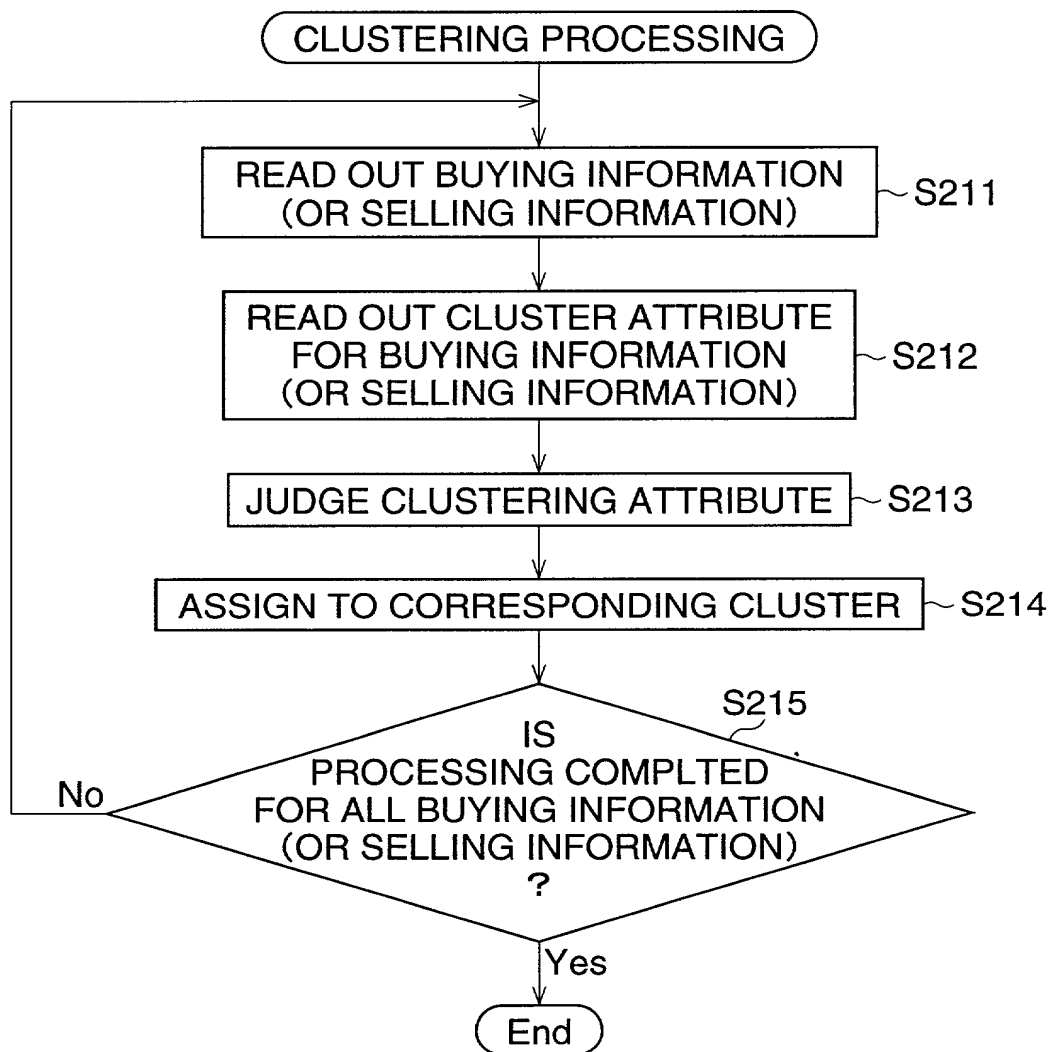 CLUSTERING PROCESSING
READ OUT BUYING INFORMATION
(OR SELLING INFORMATION)
S211
READ OUT CLUSTER ATTRIBUTE
FOR BUYING INFORMATION
(OR SELLING INFORMATION)
S212
JUDGE CLUSTERING ATTRIBUTE
S213
ASSIGN TO CORRESPONDING CLUSTER
S214
S215
IS
PROCESSING COMPLTED
FOR ALL BUYING INFORMATION
(OR SELLING INFORMATION)
?
No
Yes
End